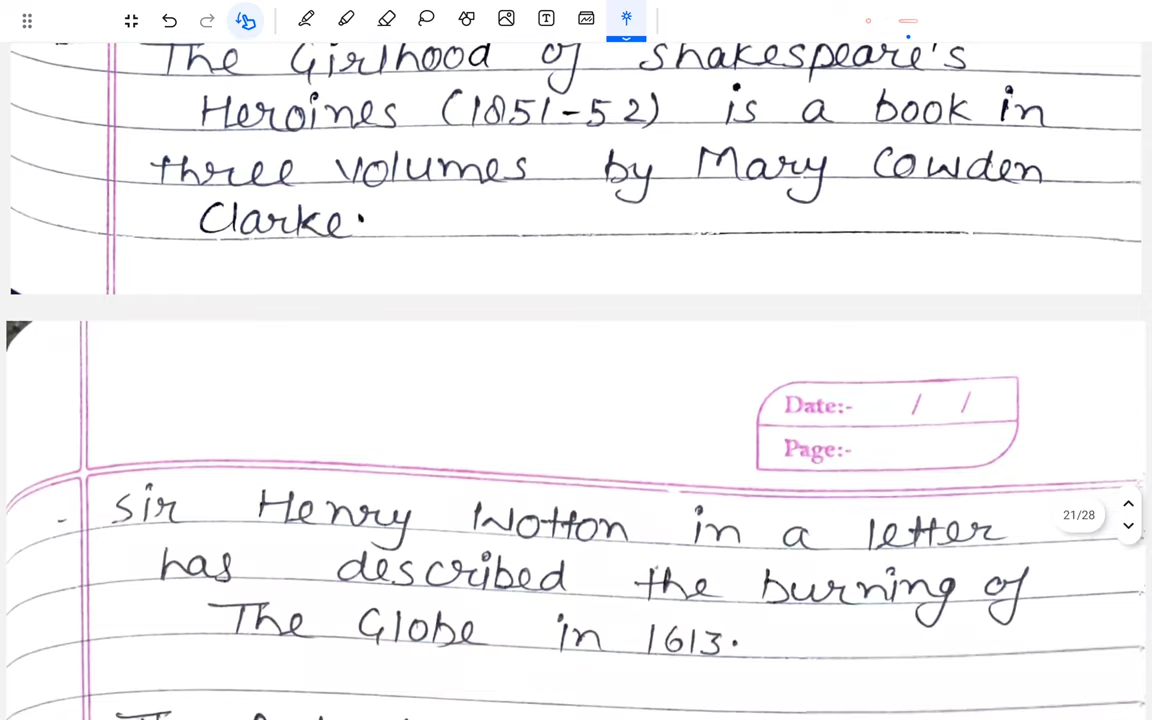 The Girlhood of Shakespeare's
Heroines (1851-52) is a book in
three volumes by Mary Cowden
Clarke.
Date:- / /
Page:-
- Sir Henry Wotton in a letter
21/28
has described the burning of
The Globe in 1613.